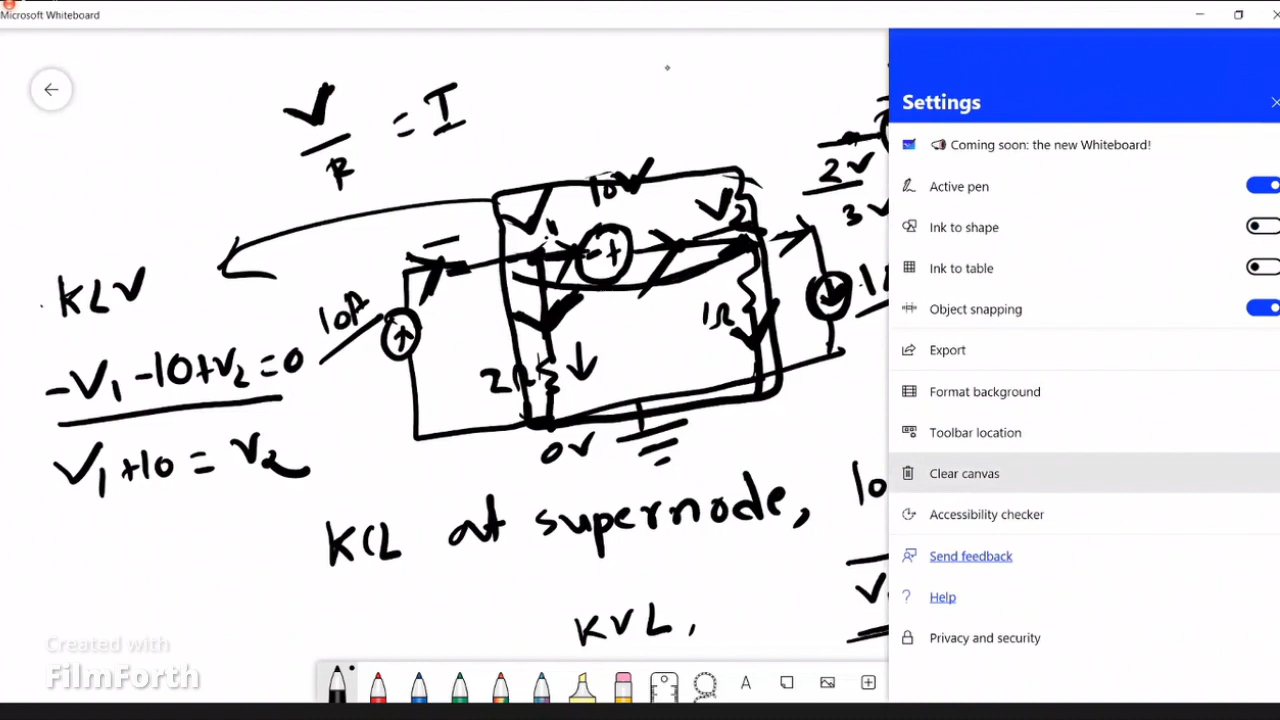 Microsoft Whiteboard
V/R = I
10V
V1
V2
2V
3V
KLV
10A
1Ω
-V1 -10+V2 = 0
2Ω
V1 +10 = V2
0V
KCL at supernode, 10
KVL,
Settings
Coming soon: the new Whiteboard!
Active pen
Ink to shape
Ink to table
Object snapping
Export
Format background
Toolbar location
Clear canvas
Accessibility checker
Send feedback
Help
Privacy and security
Created with
FilmForth